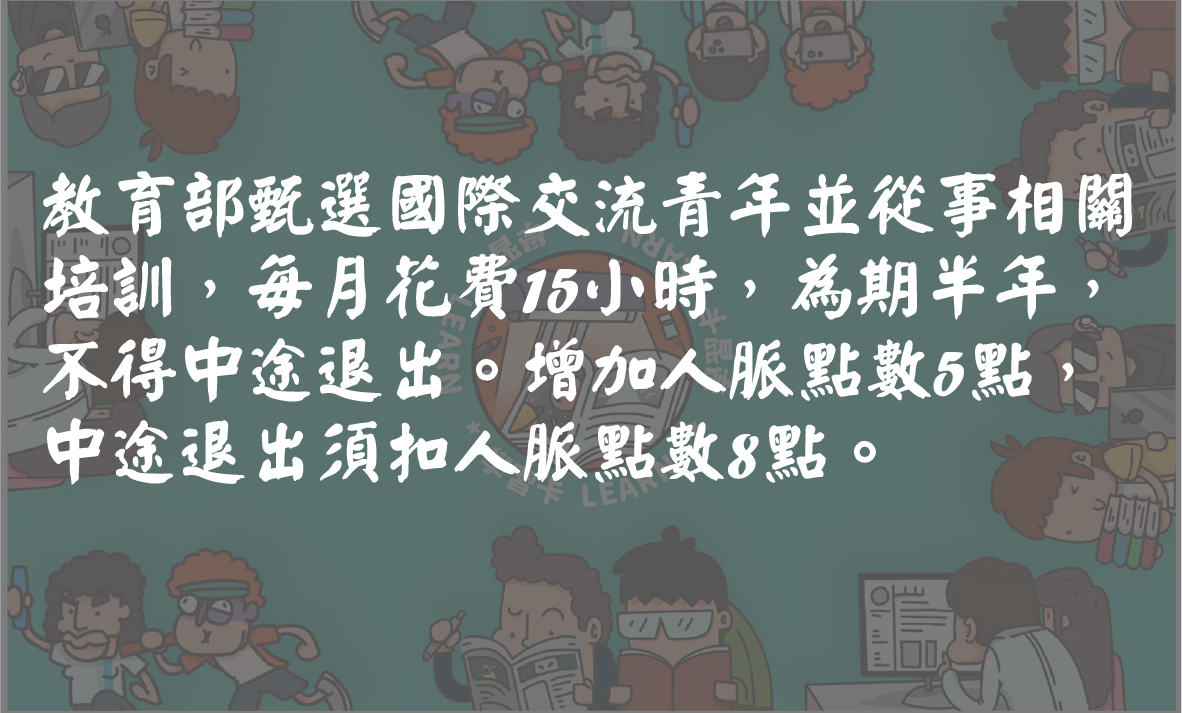 教育部甄選國際交流青年並從事相關
培訓，每月花費15小時，為期半年，
不得中途退出。增加人脈點數5點，
中途退出須扣人脈點數8點。
LEARN
LEARN